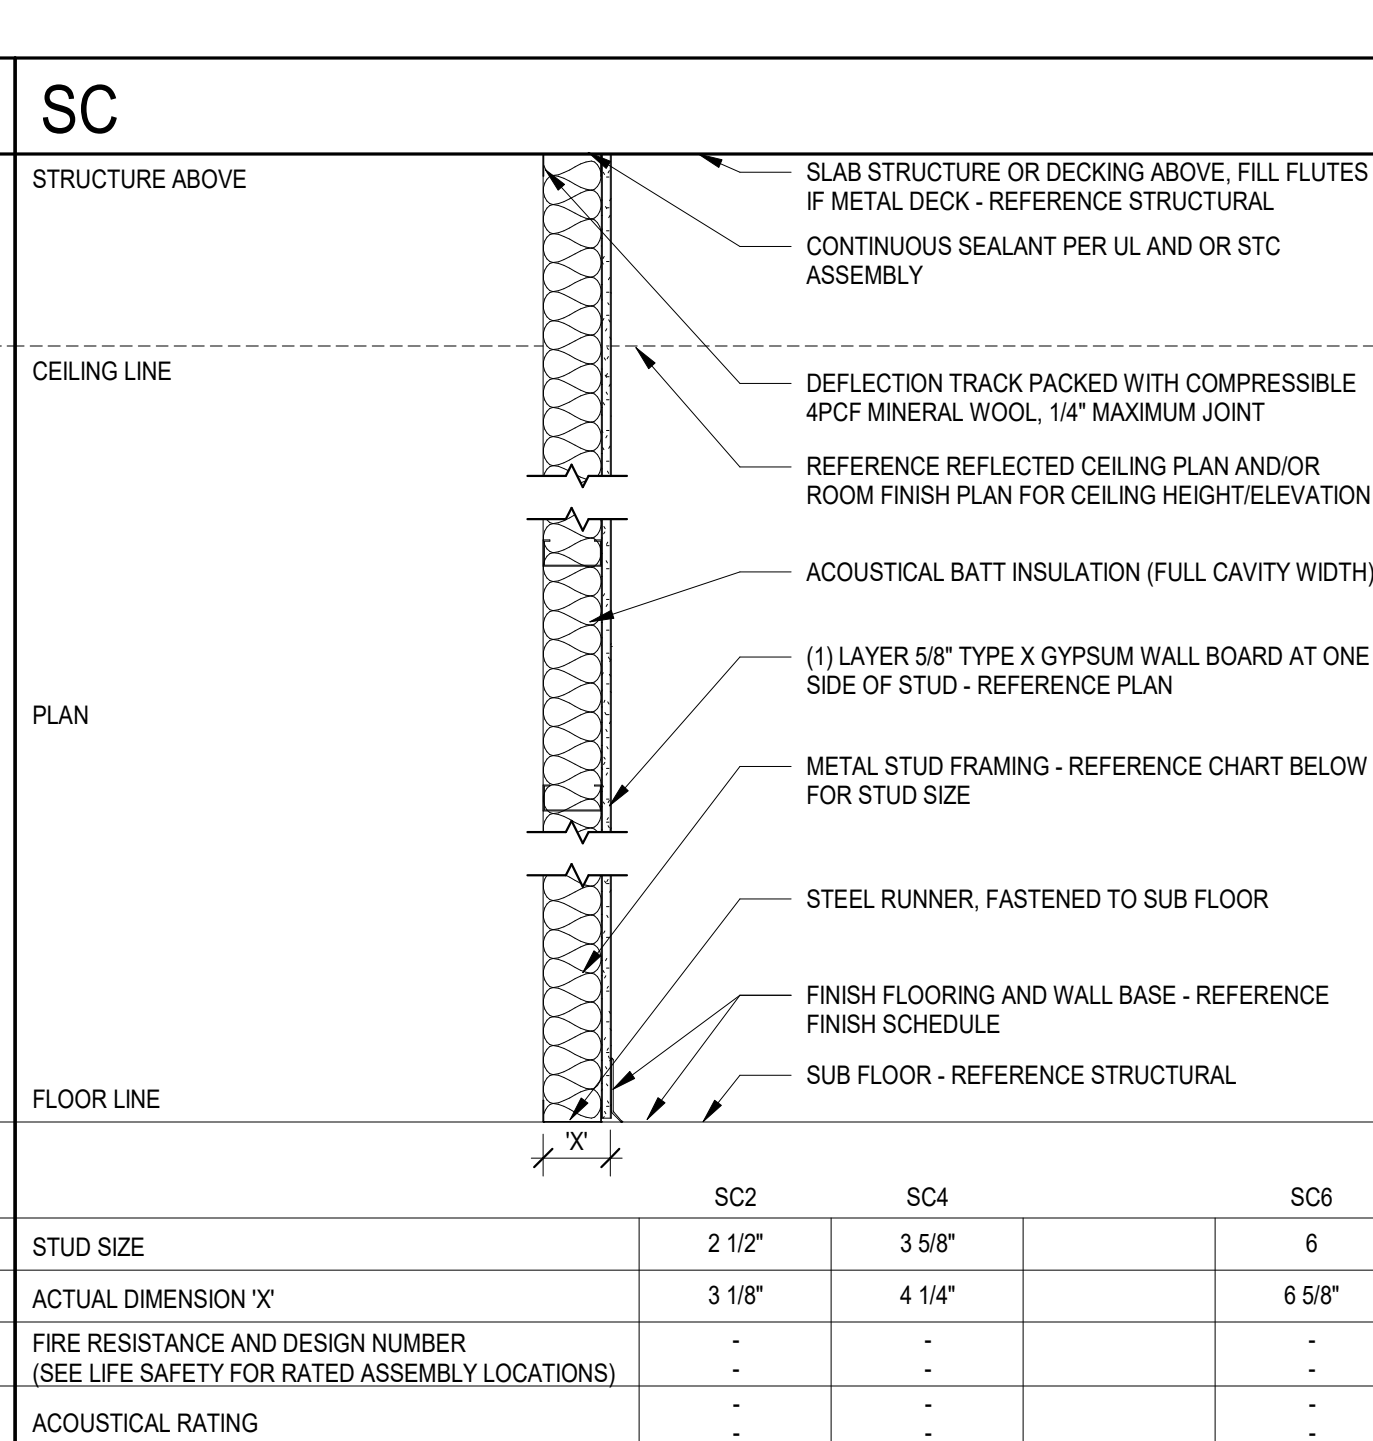 SC
STRUCTURE ABOVE
SLAB STRUCTURE OR DECKING ABOVE, FILL FLUTES
IF METAL DECK - REFERENCE STRUCTURAL
CONTINUOUS SEALANT PER UL AND OR STC
ASSEMBLY
CEILING LINE
DEFLECTION TRACK PACKED WITH COMPRESSIBLE
4PCF MINERAL WOOL, 1/4" MAXIMUM JOINT
REFERENCE REFLECTED CEILING PLAN AND/OR
ROOM FINISH PLAN FOR CEILING HEIGHT/ELEVATION
ACOUSTICAL BATT INSULATION (FULL CAVITY WIDTH)
(1) LAYER 5/8" TYPE X GYPSUM WALL BOARD AT ONE
SIDE OF STUD - REFERENCE PLAN
PLAN
METAL STUD FRAMING - REFERENCE CHART BELOW
FOR STUD SIZE
STEEL RUNNER, FASTENED TO SUB FLOOR
FINISH FLOORING AND WALL BASE - REFERENCE
FINISH SCHEDULE
SUB FLOOR - REFERENCE STRUCTURAL
FLOOR LINE
'X'
SC2 SC4 SC6
STUD SIZE 2 1/2" 3 5/8" 6
ACTUAL DIMENSION 'X' 3 1/8" 4 1/4" 6 5/8"
FIRE RESISTANCE AND DESIGN NUMBER - - -
(SEE LIFE SAFETY FOR RATED ASSEMBLY LOCATIONS) - - -
ACOUSTICAL RATING - - -
- - -